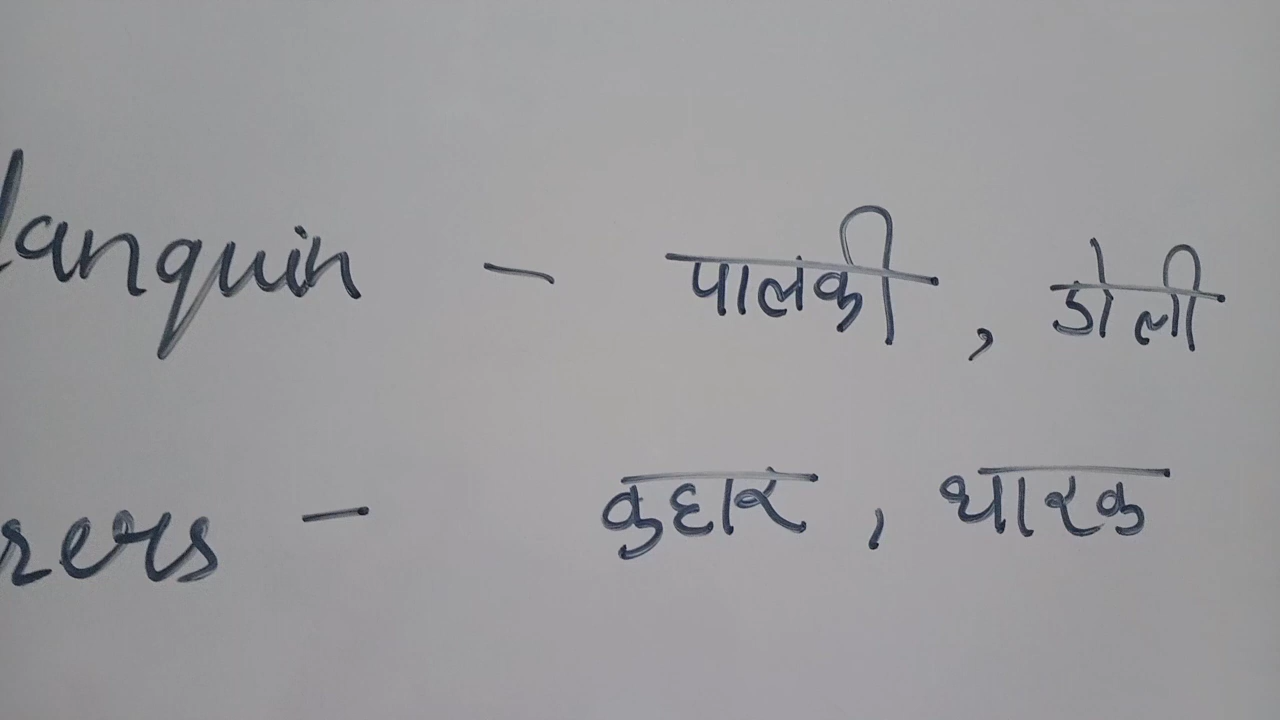 lanquin - पालकी, डोली
rers - कहार, धारक